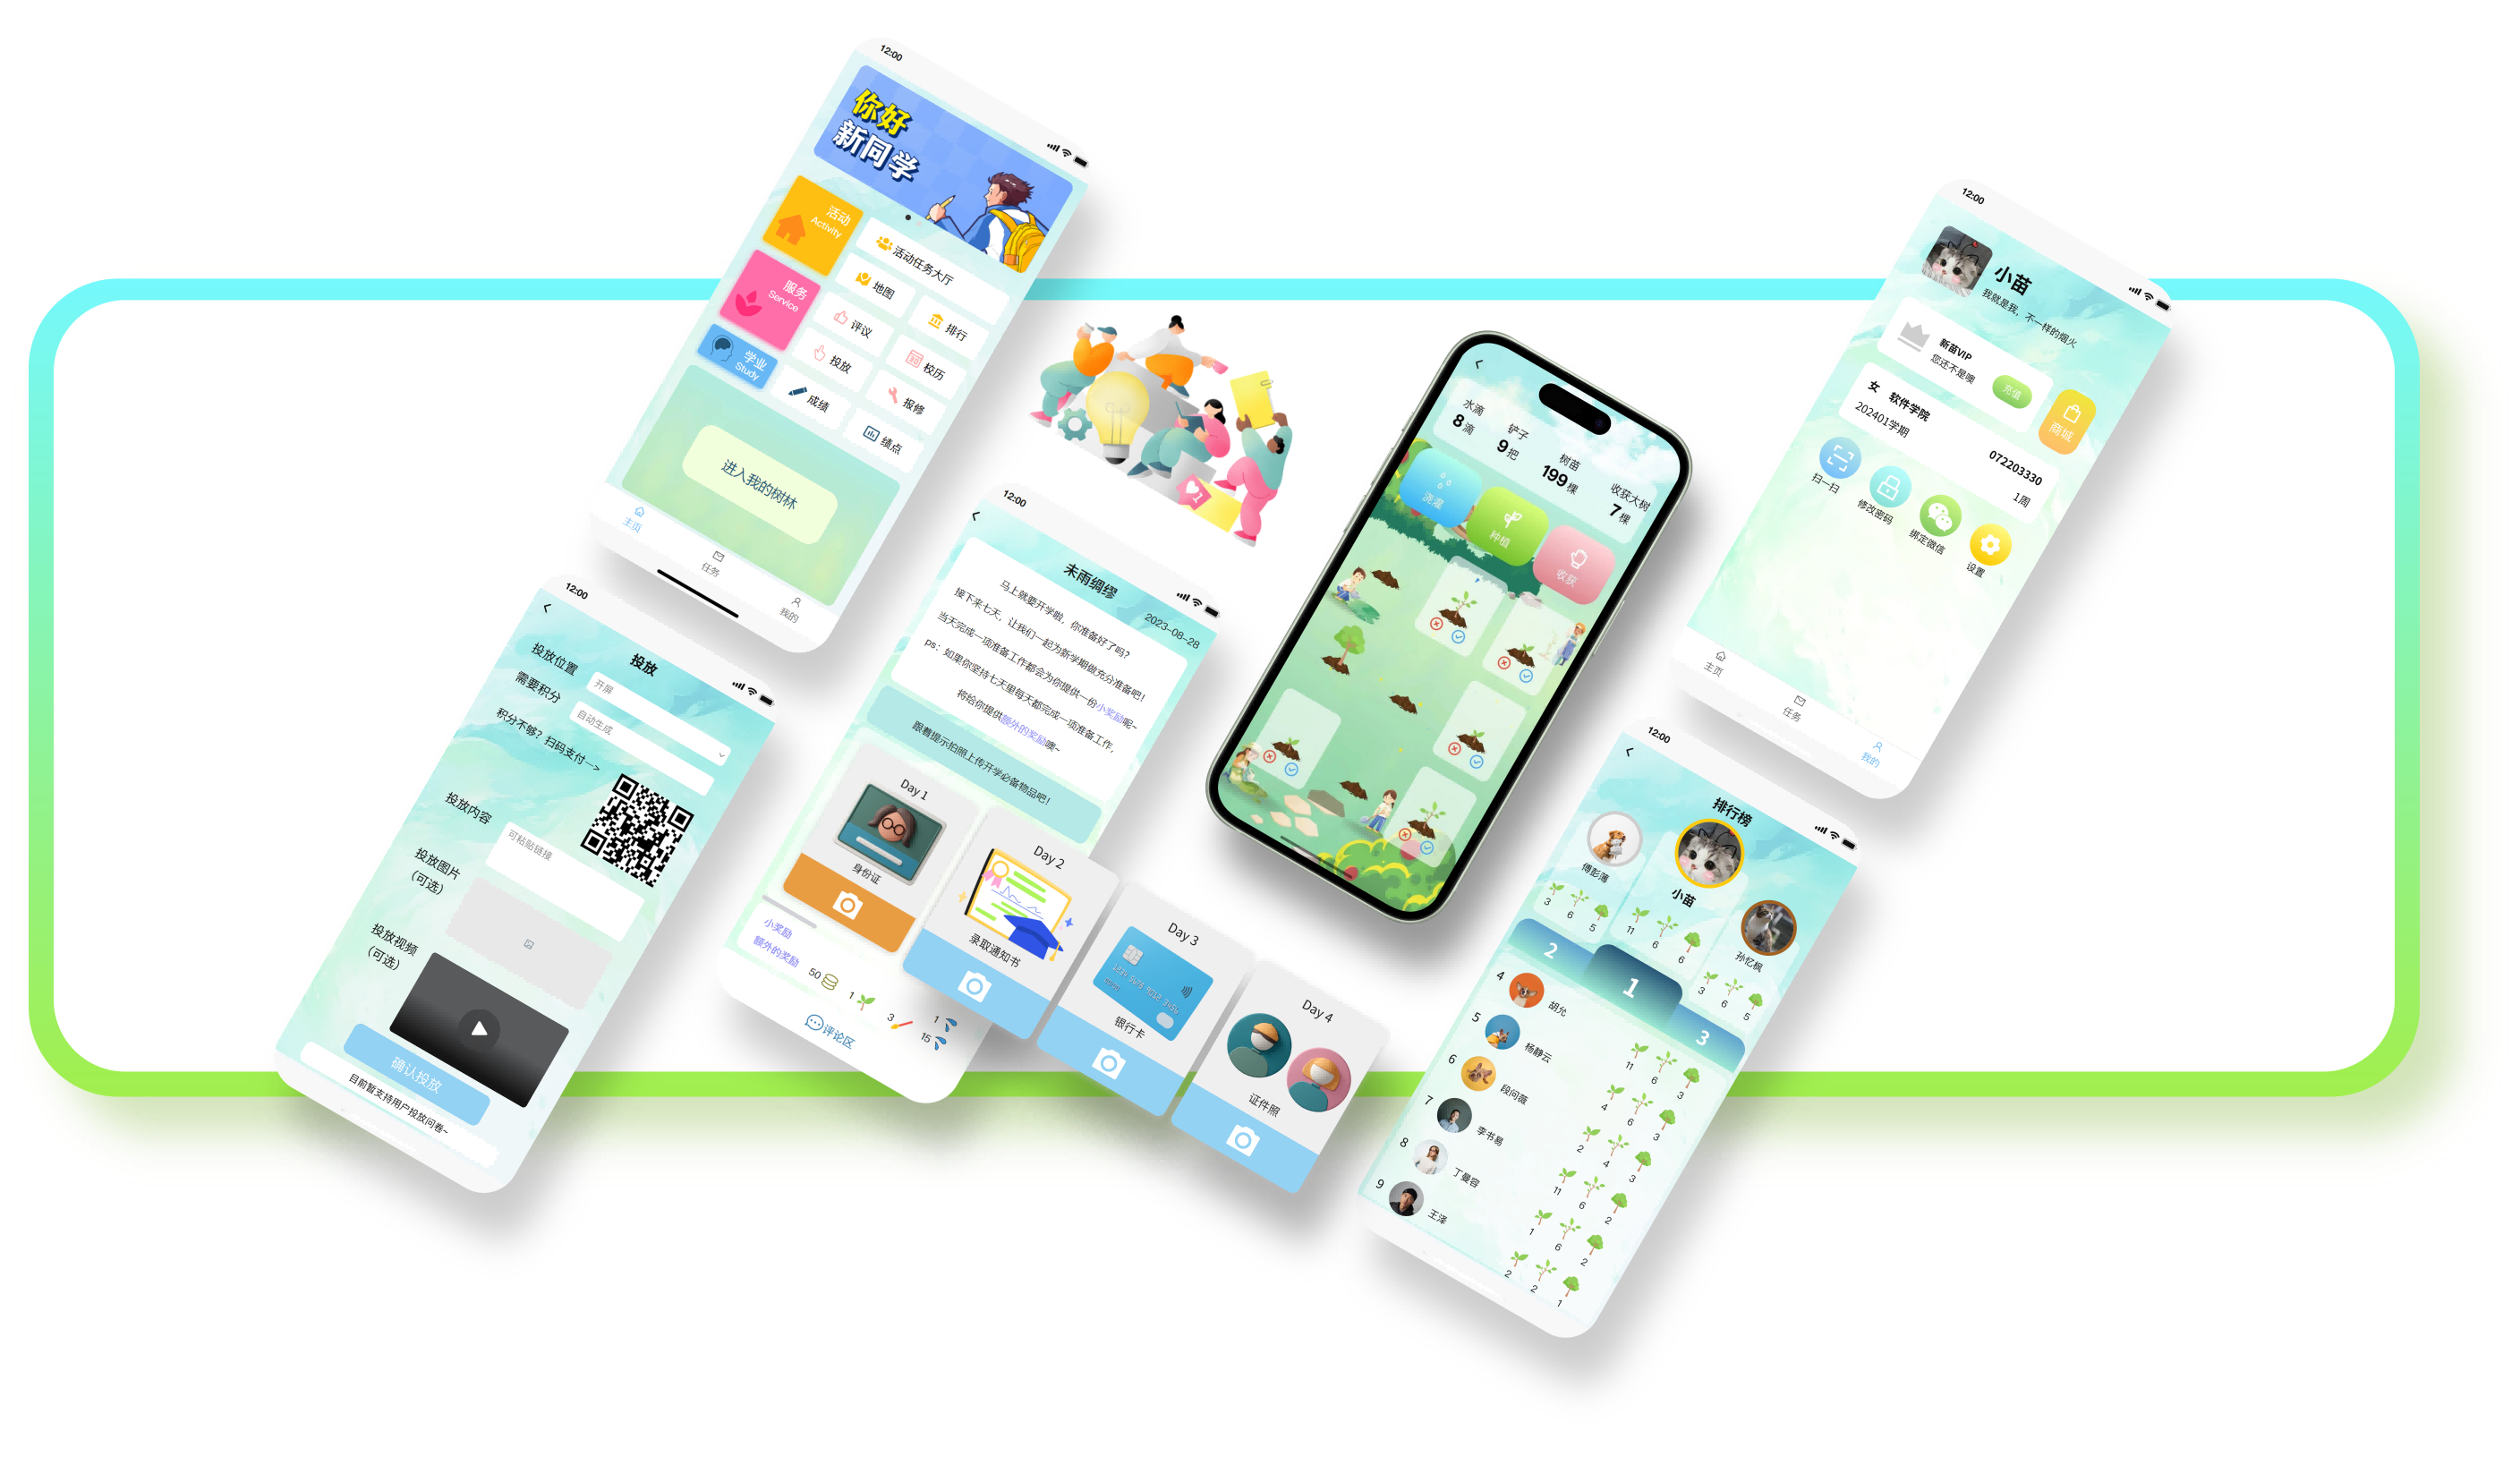 12:00
你好
新同学
活动
Activity
活动任务大厅
地图
排行
服务
Service
评议
校历
投放
报修
学业
Study
成绩
绩点
进入我的树林
主页
任务
我的
12:00
投放
投放位置
开屏
需要积分
自动生成
积分不够？扫码支付—>
投放内容
可粘贴链接
投放图片
(可选)
投放视频
(可选)
确认投放
目前暂支持用户投放问卷~
12:00
未雨绸缪
2023-08-28
马上就要开学啦，你准备好了吗？
接下来七天，让我们一起为新学期做充分准备吧！
当天完成一项准备工作都会为你提供一份小奖励呢~
ps：如果你坚持七天里每天都完成一项准备工作，
将给你提供额外的奖励噢~
跟着提示拍照上传开学必备物品吧！
Day 1
身份证
Day 2
录取通知书
Day 3
银行卡
Day 4
证件照
小奖励
额外的奖励
50
1
1
3
15
评论区
水滴
8滴
铲子
9把
树苗
199棵
收获大树
7棵
浇灌
种植
收获
12:00
小苗
我就是我，不一样的烟火
新苗VIP
您还不是噢
充值
商城
女 软件学院
072203330
202401学期
1周
扫一扫
修改密码
绑定微信
设置
主页
任务
我的
12:00
排行榜
傅彭薄
3 6 5
小苗
11 6 6
孙忆枫
3 6 5
2
1
3
4 胡允
11 6 3
5 杨静云
4 6 3
6 段问薇
2 4 3
7 李书易
11 6 2
8 丁曼容
1 6 2
9 王泽
2 2 1